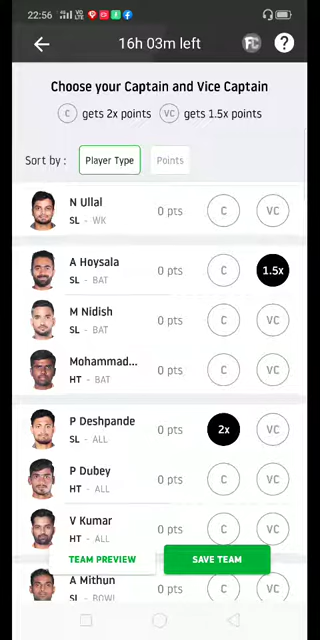 22:56
16h 03m left
FC ?
Choose your Captain and Vice Captain
C gets 2x points VC gets 1.5x points
Sort by : Player Type Points
N Ullal
SL - WK
0 pts C VC
A Hoysala
SL - BAT
0 pts C 1.5x
M Nidish
SL - BAT
0 pts C VC
Mohammad...
HT - BAT
0 pts C VC
P Deshpande
SL - ALL
0 pts 2x VC
P Dubey
HT - ALL
0 pts C VC
V Kumar
HT - ALL
0 pts C VC
TEAM PREVIEW SAVE TEAM
A Mithun
SL - BOWL
0 pts C VC